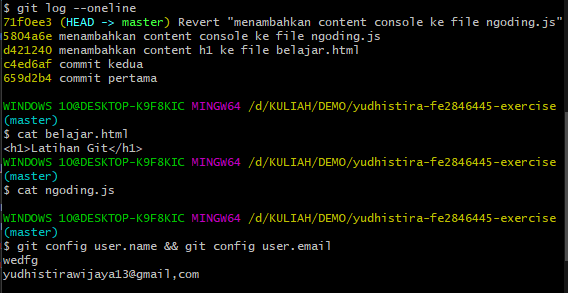 $ git log --oneline
71f0ee3 (HEAD -> master) Revert "menambahkan content console ke file ngoding.js"
5804a6e menambahkan content console ke file ngoding.js
d421240 menambahkan content h1 ke file belajar.html
c4ed6af commit kedua
659d2b4 commit pertama
WINDOWS 10@DESKTOP-K9F8KIC MINGW64 /d/KULIAH/DEMO/yudhistira-fe2846445-exercise
(master)
$ cat belajar.html
<h1>Latihan Git</h1>
WINDOWS 10@DESKTOP-K9F8KIC MINGW64 /d/KULIAH/DEMO/yudhistira-fe2846445-exercise
(master)
$ cat ngoding.js
WINDOWS 10@DESKTOP-K9F8KIC MINGW64 /d/KULIAH/DEMO/yudhistira-fe2846445-exercise
(master)
$ git config user.name && git config user.email
wedfg
yudhistirawijaya13@gmail,com